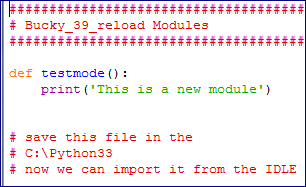 ######################################
# Bucky_39_reload Modules
######################################
def testmode():
    print('This is a new module')
# save this file in the
# C:\Python33
# now we can import it from the IDLE